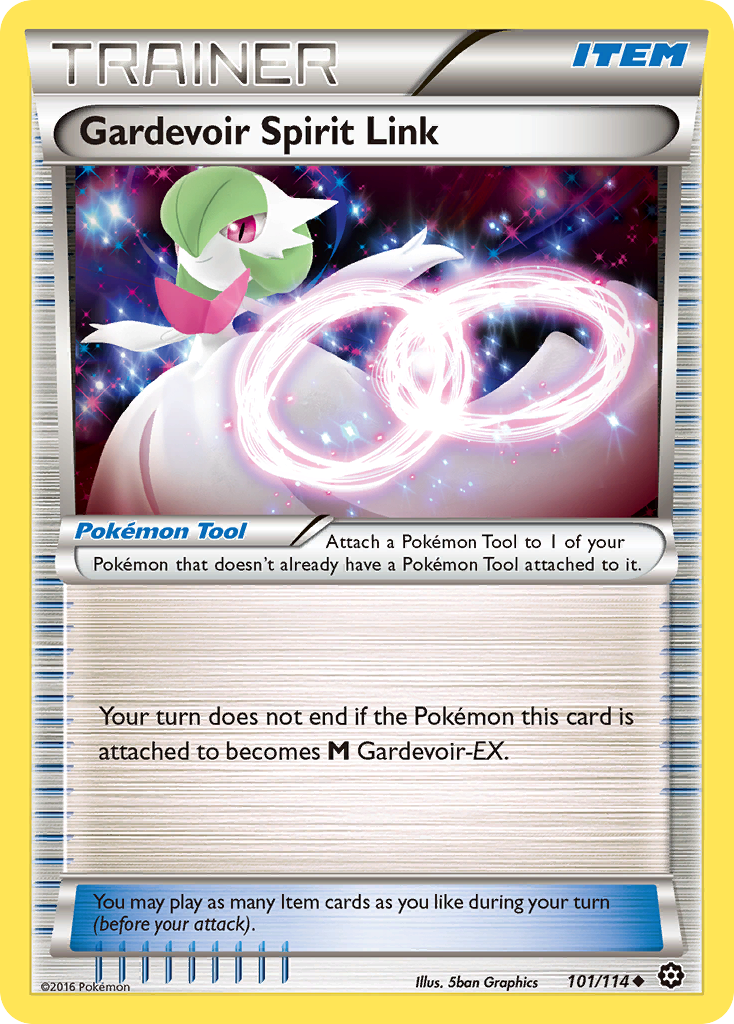 TRAINER
ITEM
Gardevoir Spirit Link
Pokémon Tool
Attach a Pokémon Tool to 1 of your
Pokémon that doesn't already have a Pokémon Tool attached to it.
Your turn does not end if the Pokémon this card is
attached to becomes M Gardevoir-EX.
You may play as many Item cards as you like during your turn
(before your attack).
©2016 Pokémon
Illus. 5ban Graphics
101/114